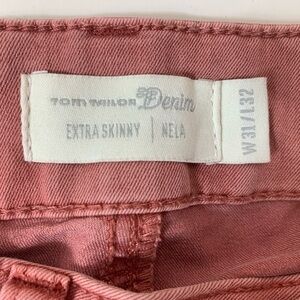 TOM TAILOR Denim
EXTRA SKINNY | NELA
W31/L32